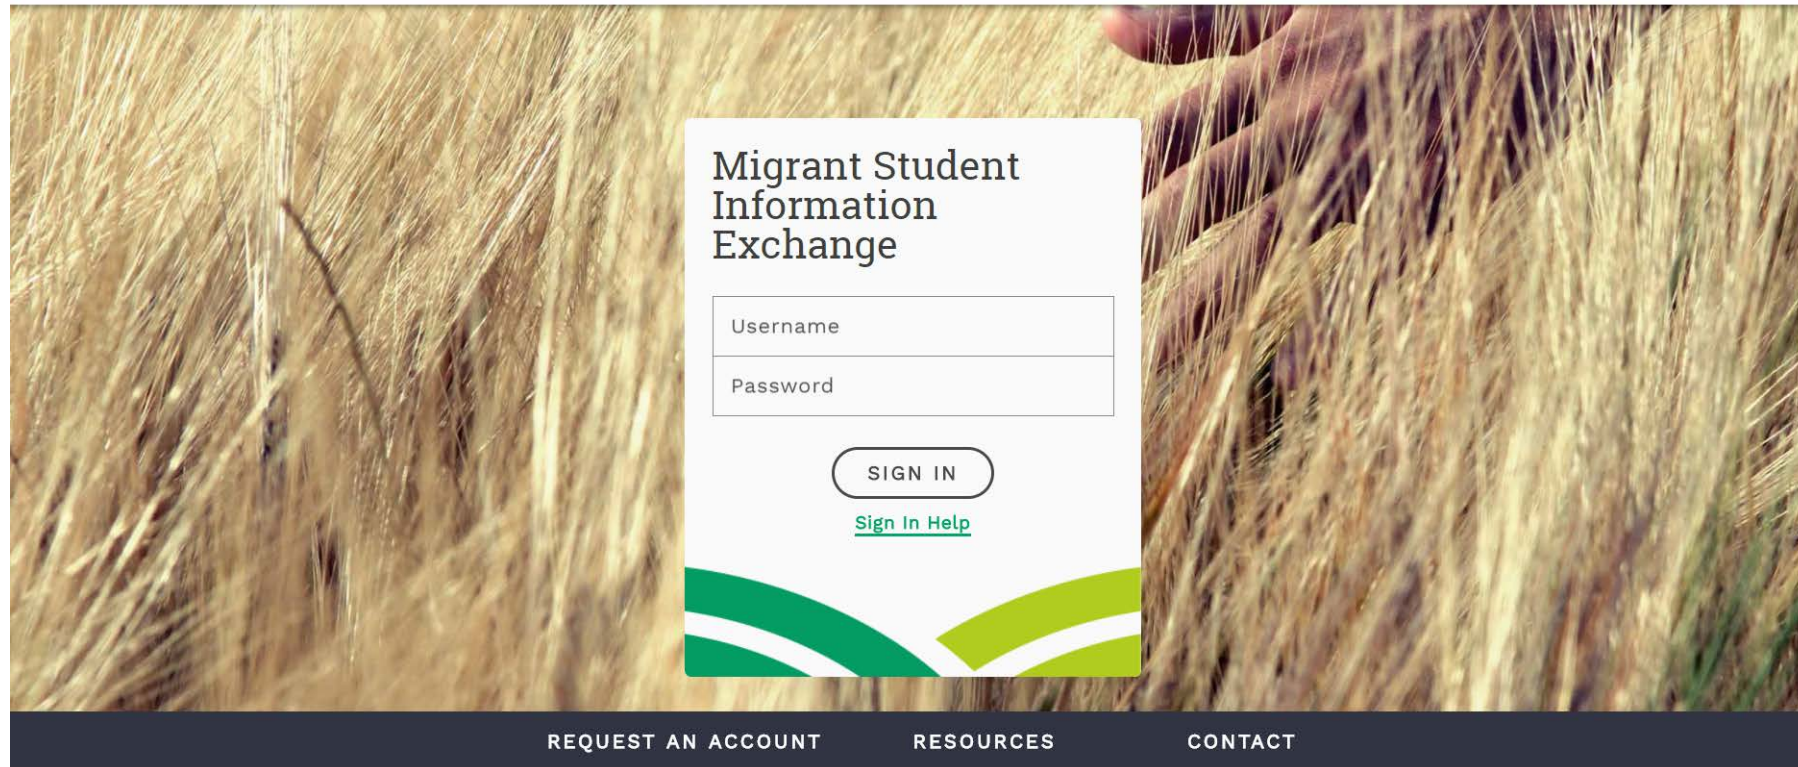 Migrant Student
Information
Exchange
Username
Password
SIGN IN
Sign In Help
REQUEST AN ACCOUNT
RESOURCES
CONTACT